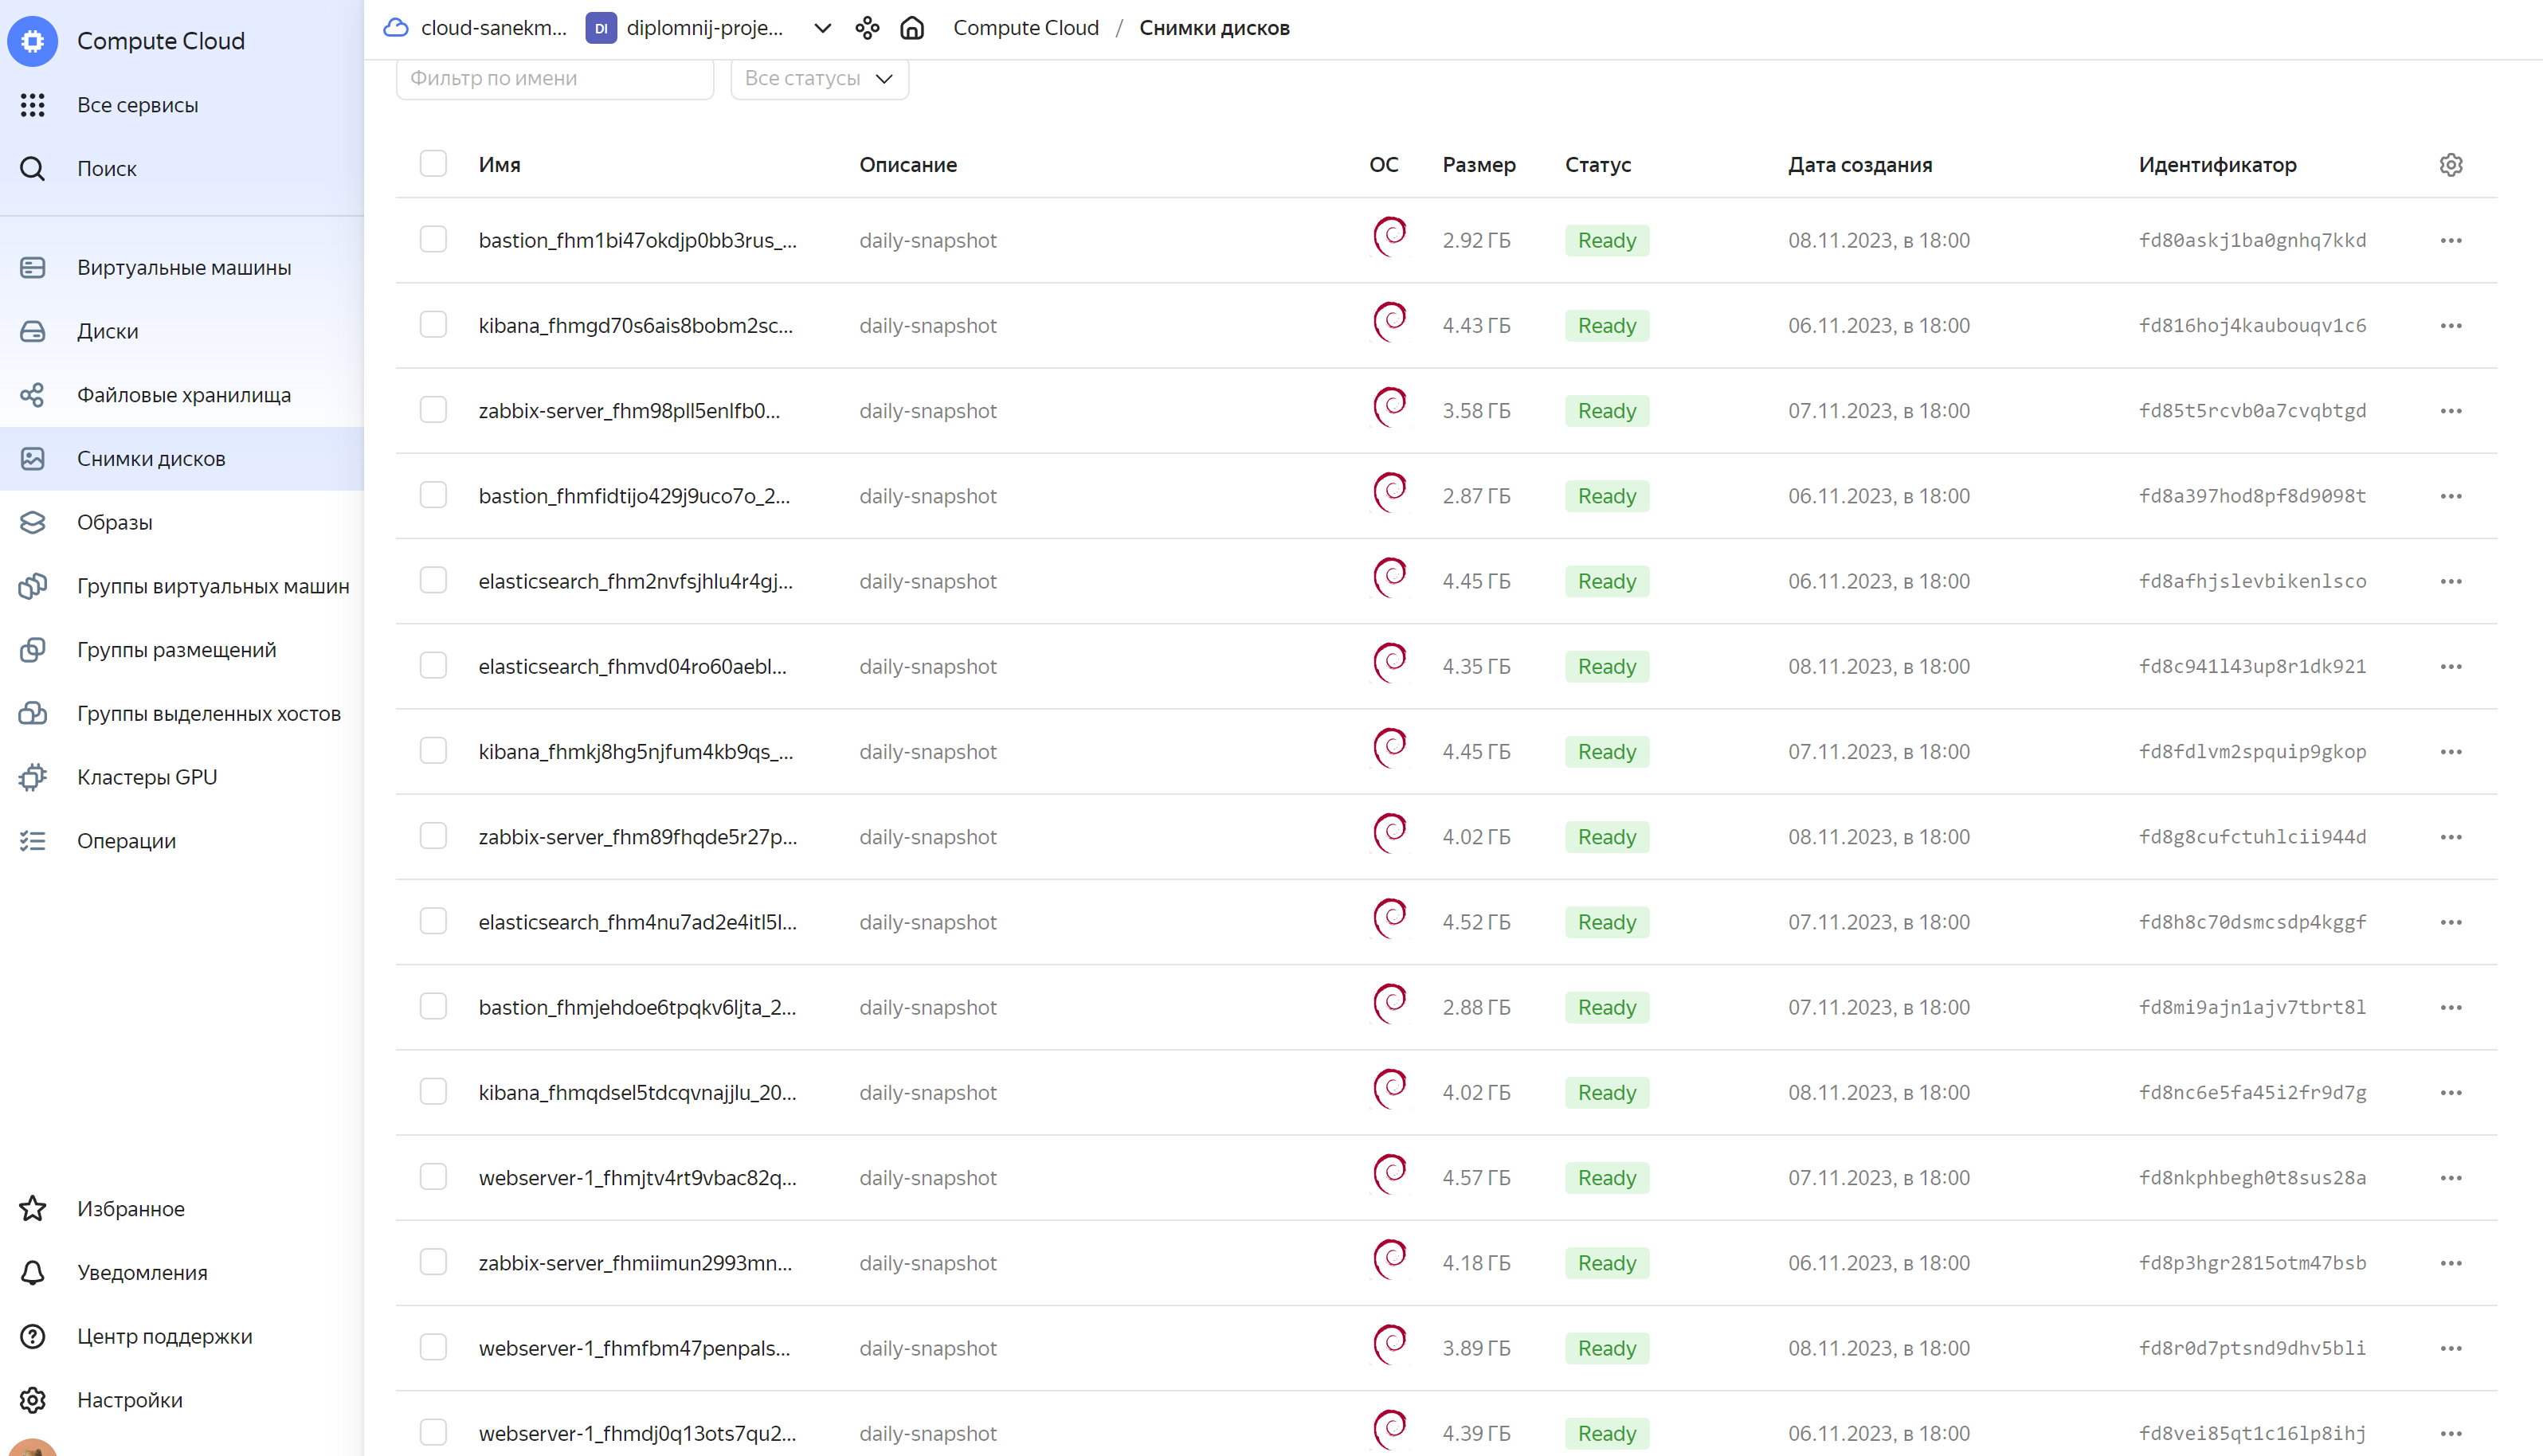 Compute Cloud
Все сервисы
Поиск
Виртуальные машины
Диски
Файловые хранилища
Снимки дисков
Образы
Группы виртуальных машин
Группы размещений
Группы выделенных хостов
Кластеры GPU
Операции
Избранное
Уведомления
Центр поддержки
Настройки
cloud-sanekm... DI diplomnij-proje... Compute Cloud / Снимки дисков
Фильтр по имени Все статусы
Имя Описание ОС Размер Статус Дата создания Идентификатор
bastion_fhm1bi47okdjp0bb3rus_... daily-snapshot 2.92 ГБ Ready 08.11.2023, в 18:00 fd80askj1ba0gnhq7kkd
kibana_fhmgd70s6ais8bobm2sc... daily-snapshot 4.43 ГБ Ready 06.11.2023, в 18:00 fd816hoj4kaubouqv1c6
zabbix-server_fhm98pll5enlfb0... daily-snapshot 3.58 ГБ Ready 07.11.2023, в 18:00 fd85t5rcvb0a7cvqbtgd
bastion_fhmfidtijo429j9uco7o_2... daily-snapshot 2.87 ГБ Ready 06.11.2023, в 18:00 fd8a397hod8pf8d9098t
elasticsearch_fhm2nvfsjhlu4r4gj... daily-snapshot 4.45 ГБ Ready 06.11.2023, в 18:00 fd8afhjslevbikenlsco
elasticsearch_fhmvd04ro60aebl... daily-snapshot 4.35 ГБ Ready 08.11.2023, в 18:00 fd8c941l43up8r1dk921
kibana_fhmkj8hg5njfum4kb9qs_... daily-snapshot 4.45 ГБ Ready 07.11.2023, в 18:00 fd8fdlvm2spquip9gkop
zabbix-server_fhm89fhqde5r27p... daily-snapshot 4.02 ГБ Ready 08.11.2023, в 18:00 fd8g8cufctuhlcii944d
elasticsearch_fhm4nu7ad2e4itl5l... daily-snapshot 4.52 ГБ Ready 07.11.2023, в 18:00 fd8h8c70dsmcsdp4kggf
bastion_fhmjehdoe6tpqkv6ljta_2... daily-snapshot 2.88 ГБ Ready 07.11.2023, в 18:00 fd8mi9ajn1ajv7tbrt8l
kibana_fhmqdsel5tdcqvnajjlu_20... daily-snapshot 4.02 ГБ Ready 08.11.2023, в 18:00 fd8nc6e5fa45i2fr9d7g
webserver-1_fhmjtv4rt9vbac82q... daily-snapshot 4.57 ГБ Ready 07.11.2023, в 18:00 fd8nkphbegh0t8sus28a
zabbix-server_fhmiimun2993mn... daily-snapshot 4.18 ГБ Ready 06.11.2023, в 18:00 fd8p3hgr2815otm47bsb
webserver-1_fhmfbm47penpals... daily-snapshot 3.89 ГБ Ready 08.11.2023, в 18:00 fd8r0d7ptsnd9dhv5bli
webserver-1_fhmdj0q13ots7qu2... daily-snapshot 4.39 ГБ Ready 06.11.2023, в 18:00 fd8vei85qt1c16lp8ihj